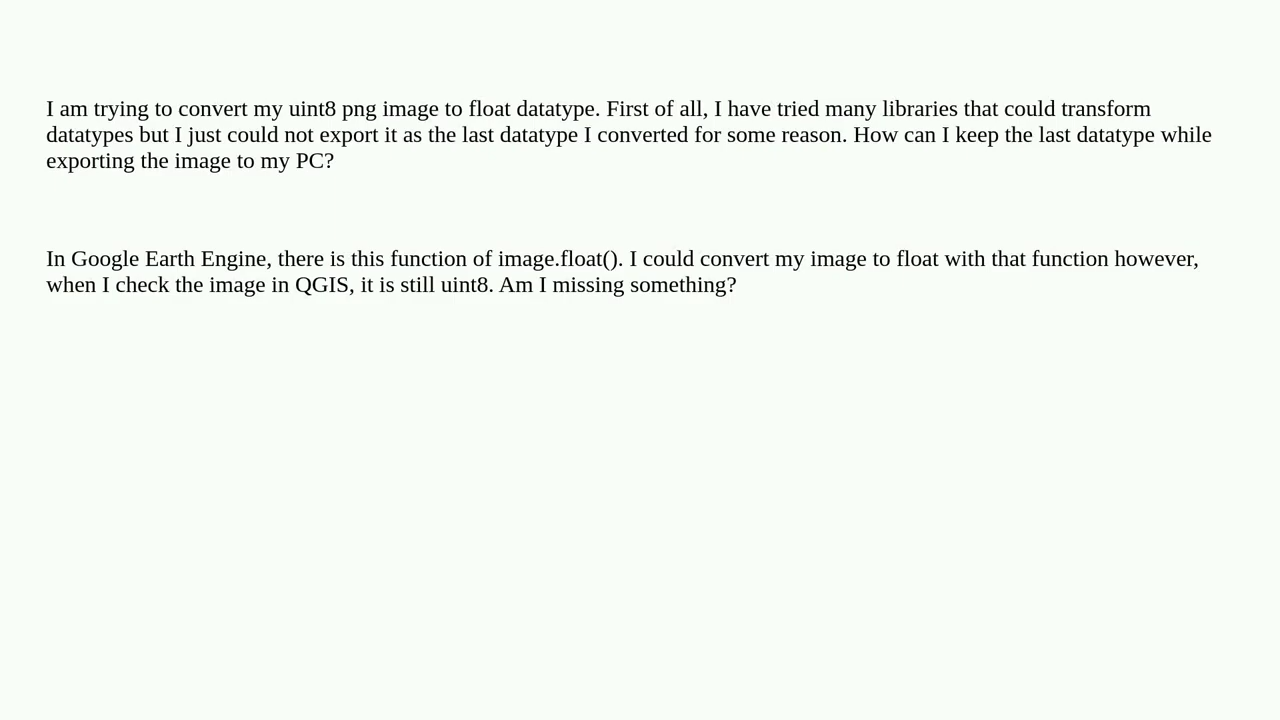 I am trying to convert my uint8 png image to float datatype. First of all, I have tried many libraries that could transform
datatypes but I just could not export it as the last datatype I converted for some reason. How can I keep the last datatype while
exporting the image to my PC?
In Google Earth Engine, there is this function of image.float(). I could convert my image to float with that function however,
when I check the image in QGIS, it is still uint8. Am I missing something?